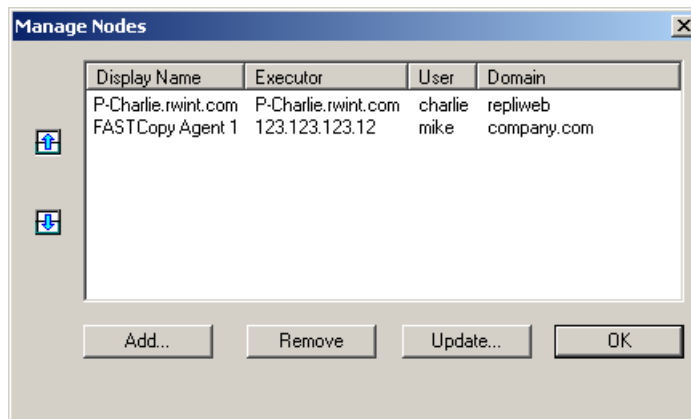 Manage Nodes
Display Name Executor User Domain
P-Charlie.rwint.com P-Charlie.rwint.com charlie repliweb
FASTCopy Agent 1 123.123.123.12 mike company.com
Add... Remove Update... OK